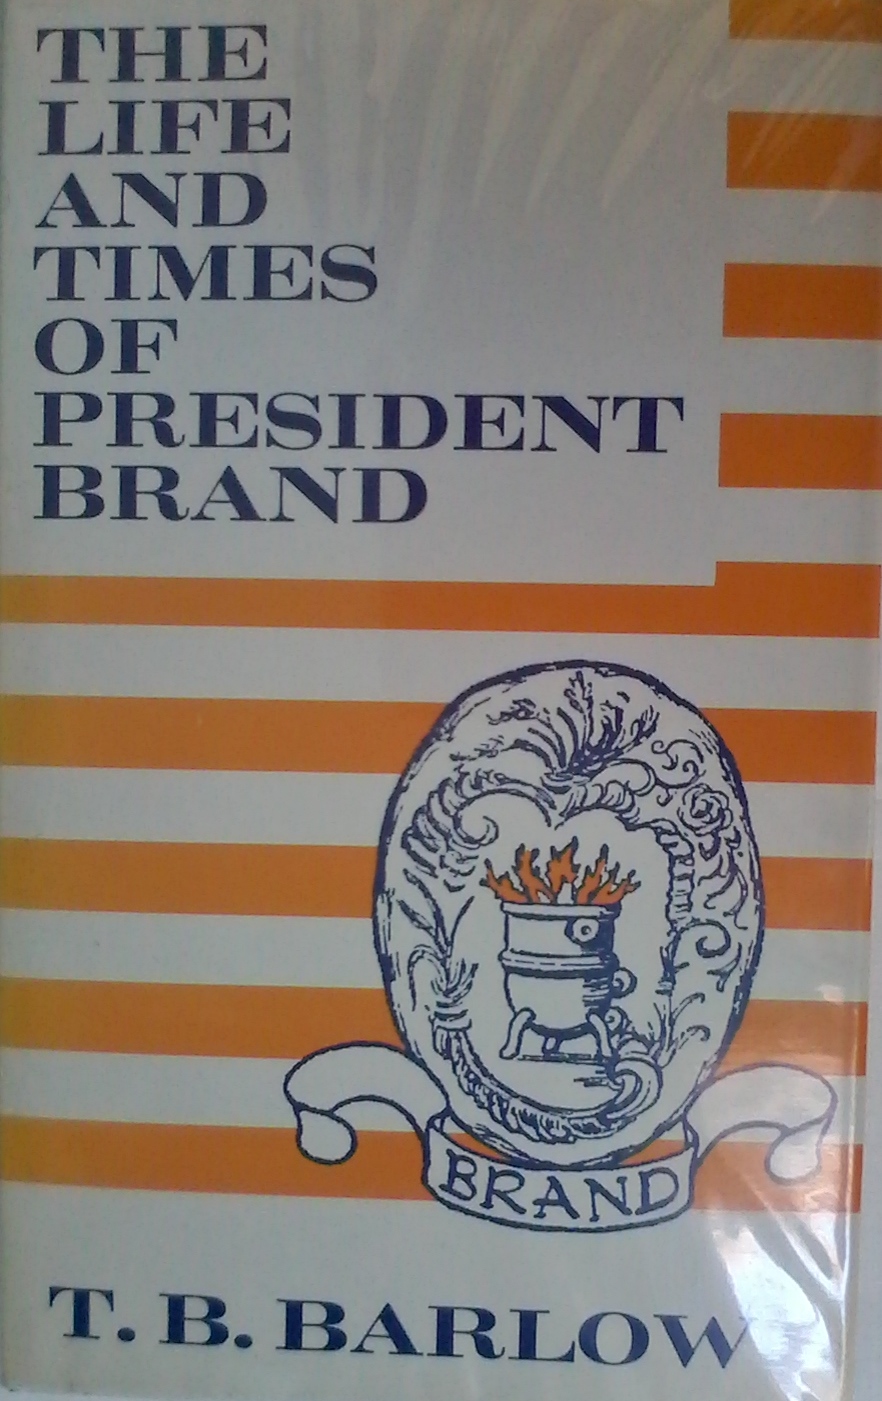 THE
LIFE
AND
TIMES
OF
PRESIDENT
BRAND
BRAND
T. B. BARLOW